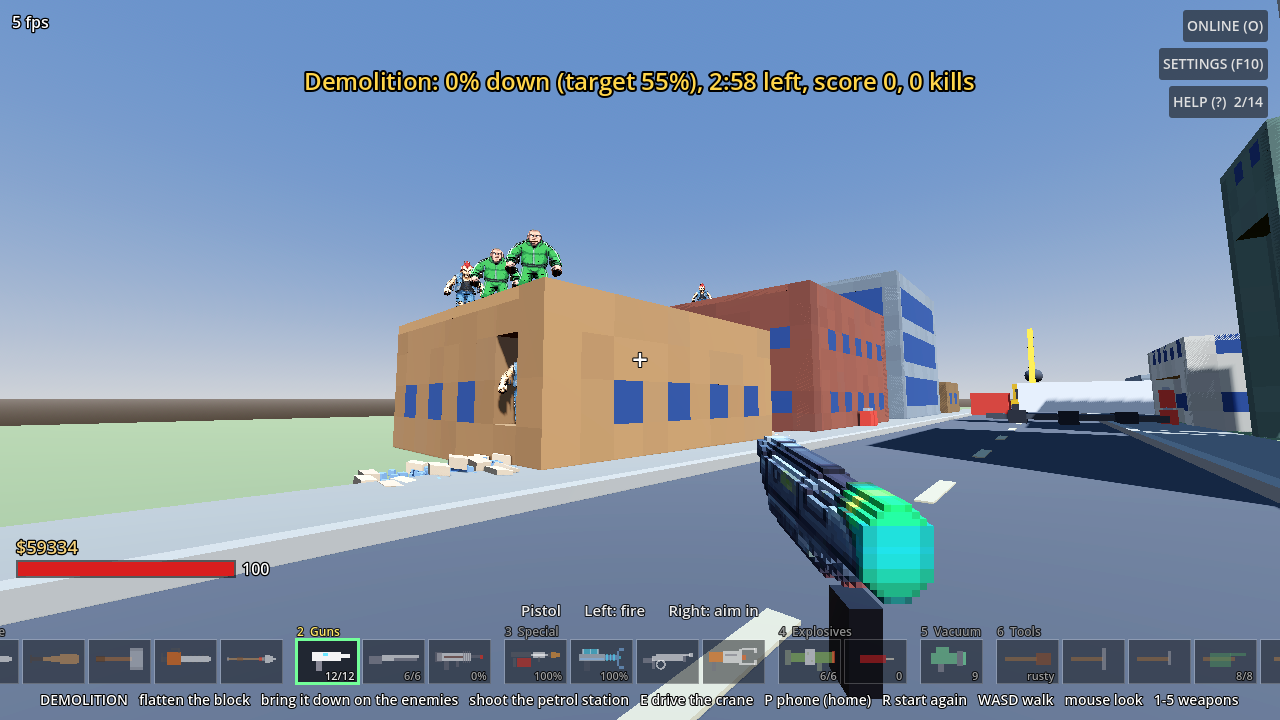 5 fps
ONLINE (O)
SETTINGS (F10)
HELP (?) 2/14
Demolition: 0% down (target 55%), 2:58 left, score 0, 0 kills
$59334
100
Pistol Left: fire Right: aim in
2 Guns 3 Special 4 Explosives 5 Vacuum 6 Tools
12/12 6/6 0% 100% 100% 6/6 0 9 rusty 8/8
DEMOLITION flatten the block bring it down on the enemies shoot the petrol station E drive the crane P phone (home) R start again WASD walk mouse look 1-5 weapons